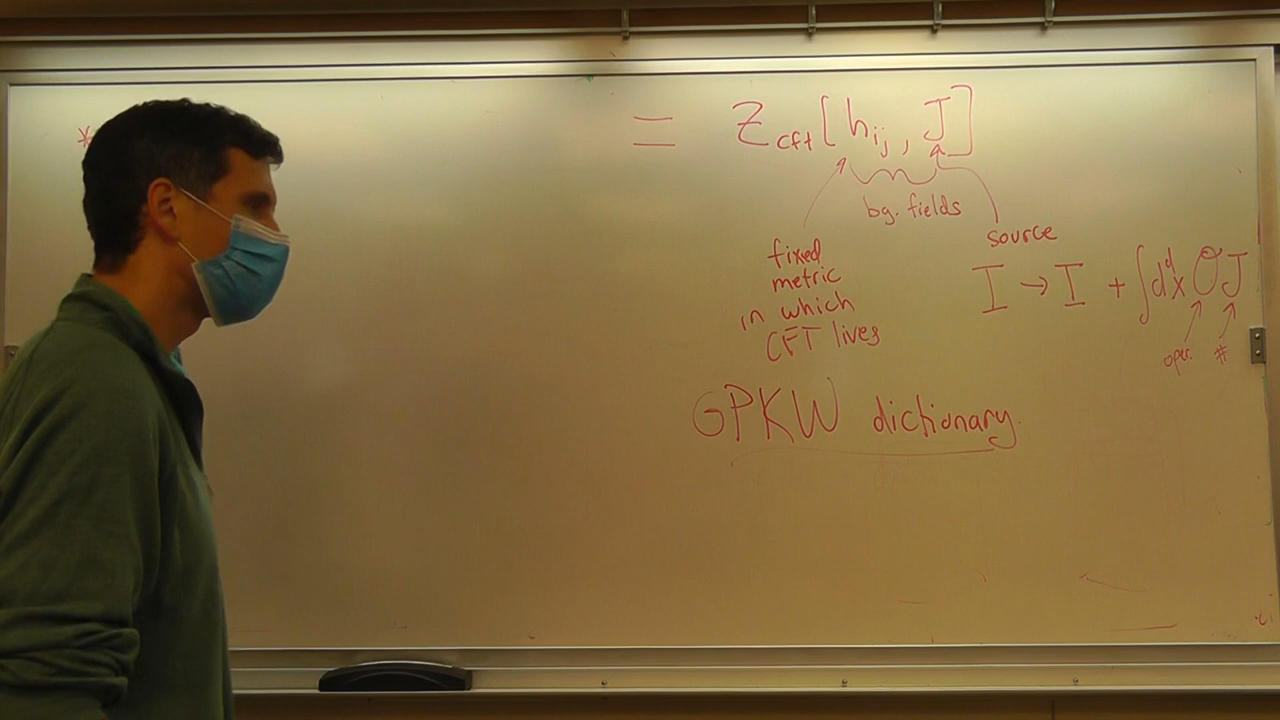 *
= Z_cft [h_ij, J]
bg. fields
fixed
metric
in which
CFT lives
source
I → I + ∫d^dx O J
oper. #
GPKW dictionary.